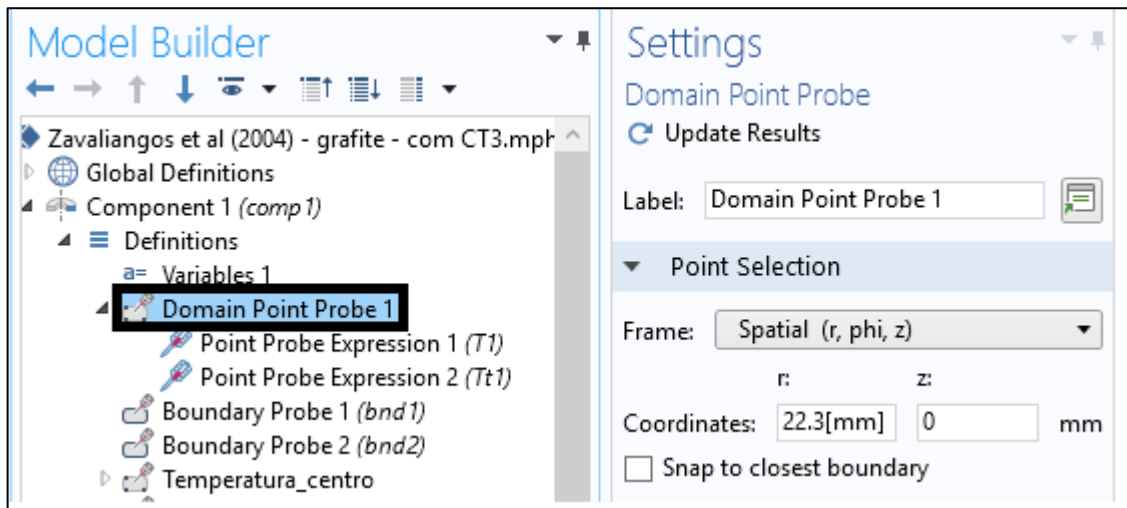 Model Builder
Zavaliangos et al (2004) - grafite - com CT3.mph
Global Definitions
Component 1 (comp1)
Definitions
a= Variables 1
Domain Point Probe 1
Point Probe Expression 1 (T1)
Point Probe Expression 2 (Tt1)
Boundary Probe 1 (bnd1)
Boundary Probe 2 (bnd2)
Temperatura_centro
Settings
Domain Point Probe
Update Results
Label: Domain Point Probe 1
Point Selection
Frame: Spatial (r, phi, z)
r: z:
Coordinates: 22.3[mm] 0 mm
Snap to closest boundary